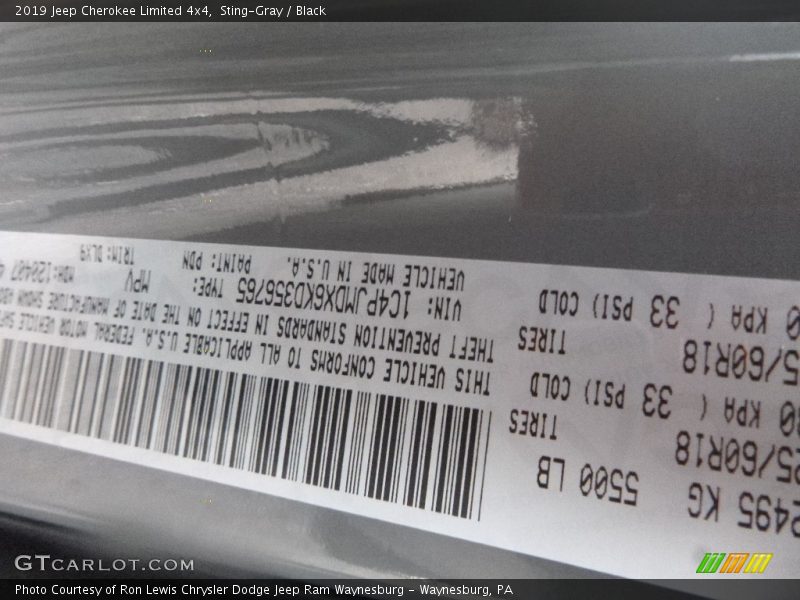 2019 Jeep Cherokee Limited 4x4, Sting-Gray / Black
2495 KG 5500 LB
25/60R18 TIRES
KPA ( 33 PSI) COLD
5/60R18 TIRES
0 KPA ( 33 PSI) COLD
THIS VEHICLE CONFORMS TO ALL APPLICABLE U.S.A. FEDERAL MOTOR VEHICLE
THEFT PREVENTION STANDARDS IN EFFECT ON THE DATE OF MANUFACTURE SHOWN
VIN: 1C4PJMDX6KD356765 TYPE: MPV MDH:120407 4
VEHICLE MADE IN U.S.A. PAINT: PDN TRIM: DLX9
GTCARLOT.COM
Photo Courtesy of Ron Lewis Chrysler Dodge Jeep Ram Waynesburg - Waynesburg, PA